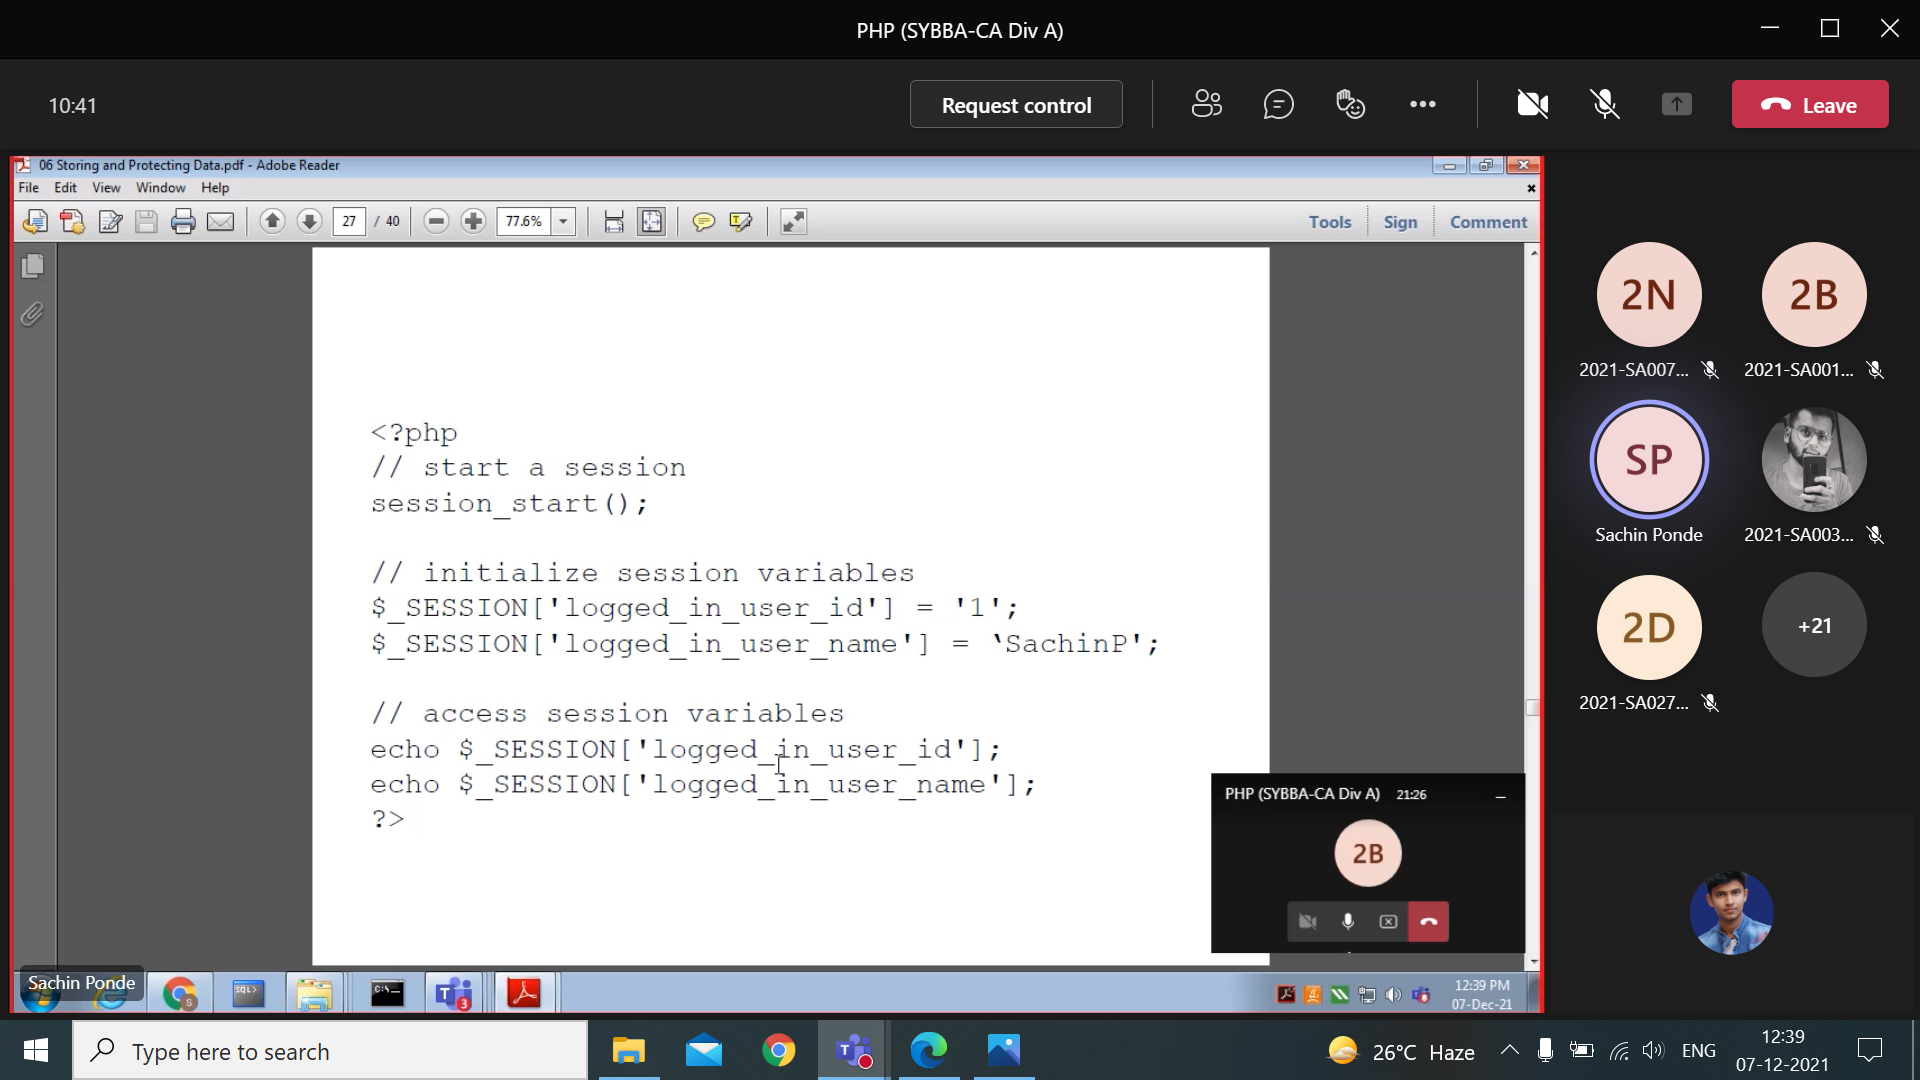 PHP (SYBBA-CA Div A)
10:41
Request control
Leave
06 Storing and Protecting Data.pdf - Adobe Reader
File Edit View Window Help
27 / 40 77.6% Tools Sign Comment
<?php
// start a session
session_start();
// initialize session variables
$_SESSION['logged_in_user_id'] = '1';
$_SESSION['logged_in_user_name'] = ‘SachinP';
// access session variables
echo $_SESSION['logged_in_user_id'];
echo $_SESSION['logged_in_user_name'];
?>
PHP (SYBBA-CA Div A) 21:26
2B
2N
2B
2021-SA007...
2021-SA001...
SP
Sachin Ponde
2021-SA003...
2D
+21
2021-SA027...
Sachin Ponde
S
SQL>
C:\-
T 3
12:39 PM
07-Dec-21
Type here to search
T
26°C Haze
ENG
12:39
07-12-2021